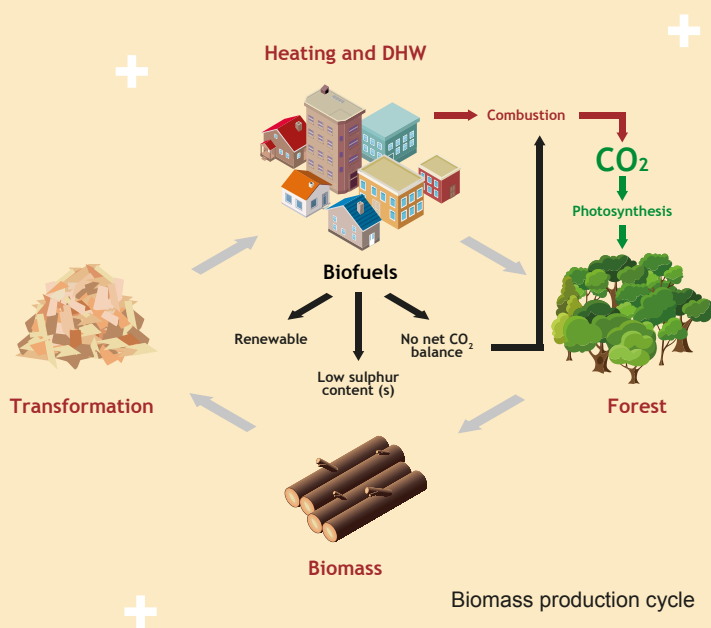 Heating and DHW
Combustion
CO₂
Photosynthesis
Biofuels
Renewable
No net CO₂
balance
Low sulphur
content (s)
Transformation
Forest
Biomass
Biomass production cycle